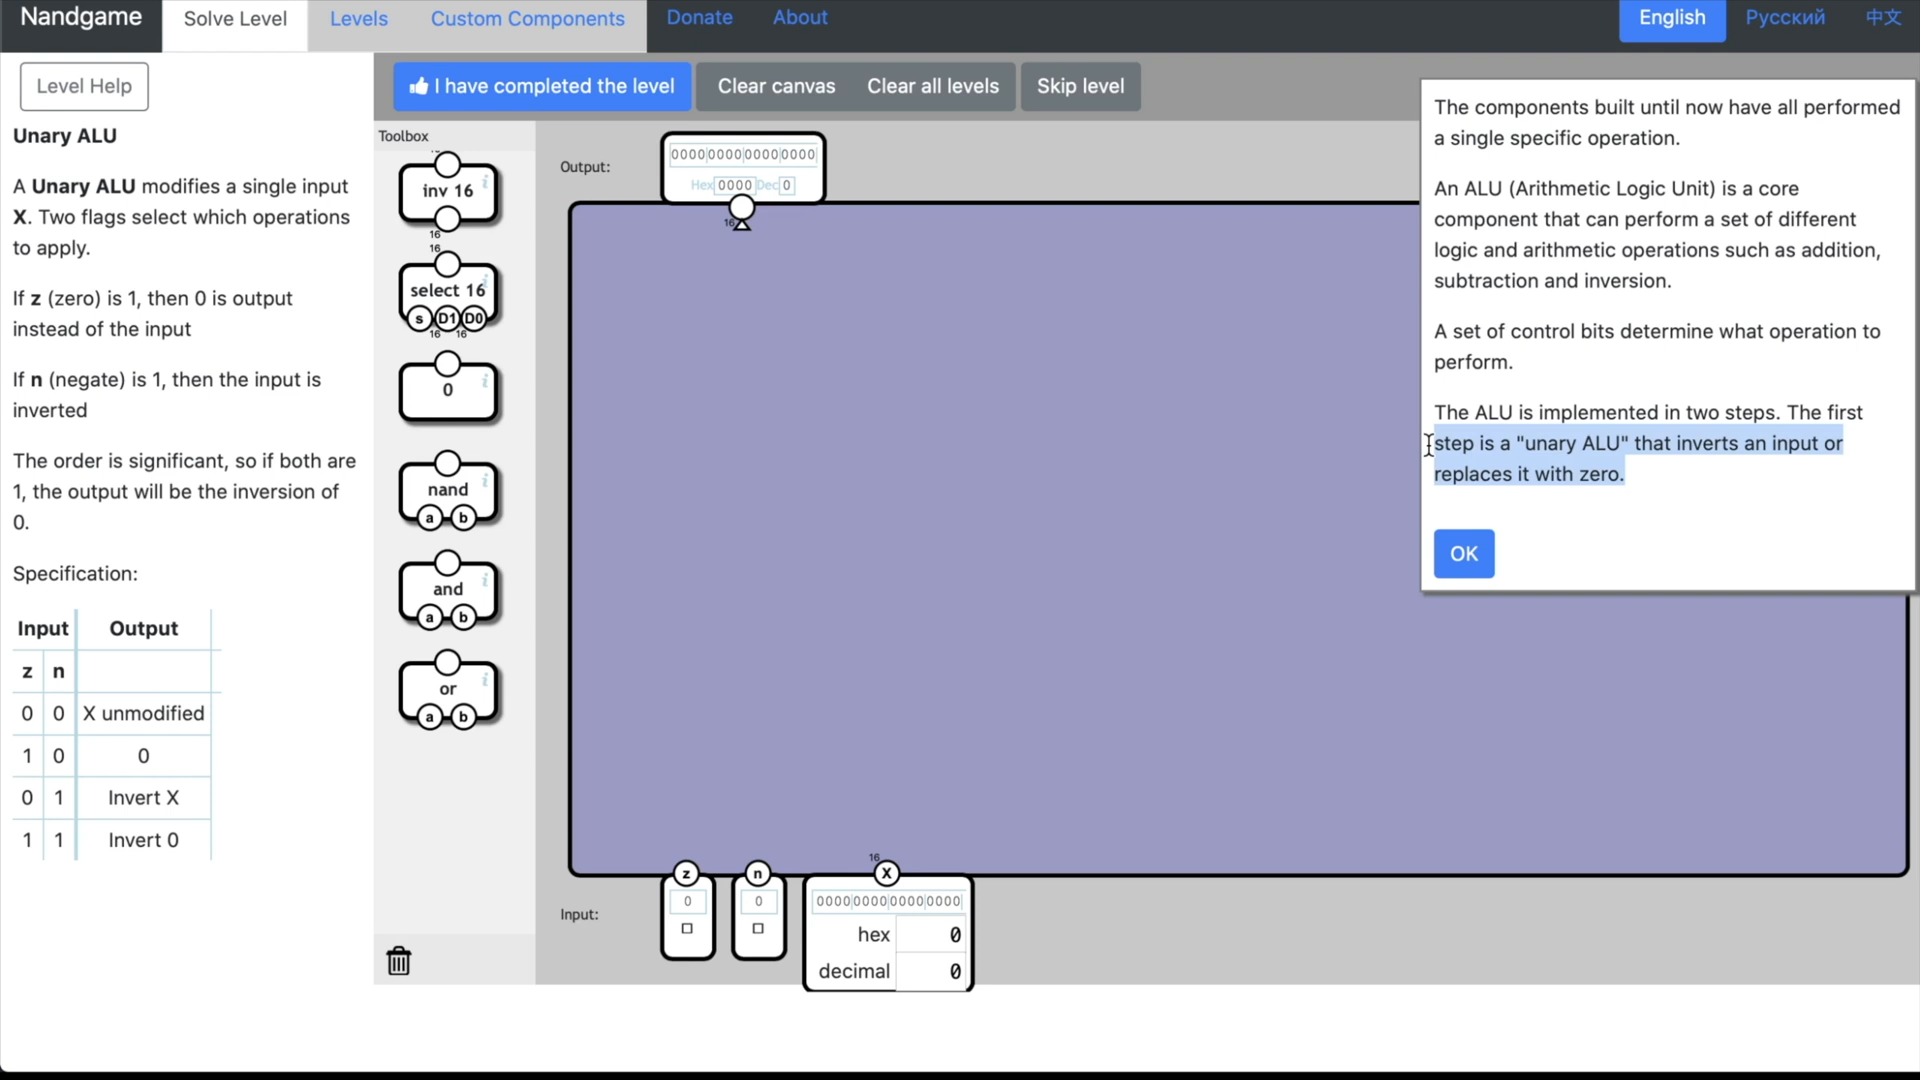 Nandgame
Solve Level
Levels
Custom Components
Donate
About
English
Русский
中文
Level Help
I have completed the level
Clear canvas
Clear all levels
Skip level
Unary ALU
A Unary ALU modifies a single input
X. Two flags select which operations
to apply.
If z (zero) is 1, then 0 is output
instead of the input
If n (negate) is 1, then the input is
inverted
The order is significant, so if both are
1, the output will be the inversion of
0.
Specification:
Input Output
z n
0 0 X unmodified
1 0 0
0 1 Invert X
1 1 Invert 0
Toolbox
inv 16
16
16
select 16
s D1 D0
16 16
0
nand
a b
and
a b
or
a b
Output:
0000 0000 0000 0000
Hex 0000 Dec 0
16
The components built until now have all performed
a single specific operation.
An ALU (Arithmetic Logic Unit) is a core
component that can perform a set of different
logic and arithmetic operations such as addition,
subtraction and inversion.
A set of control bits determine what operation to
perform.
The ALU is implemented in two steps. The first
step is a "unary ALU" that inverts an input or
replaces it with zero.
OK
Input:
z
0
n
0
16
X
0000 0000 0000 0000
hex 0
decimal 0